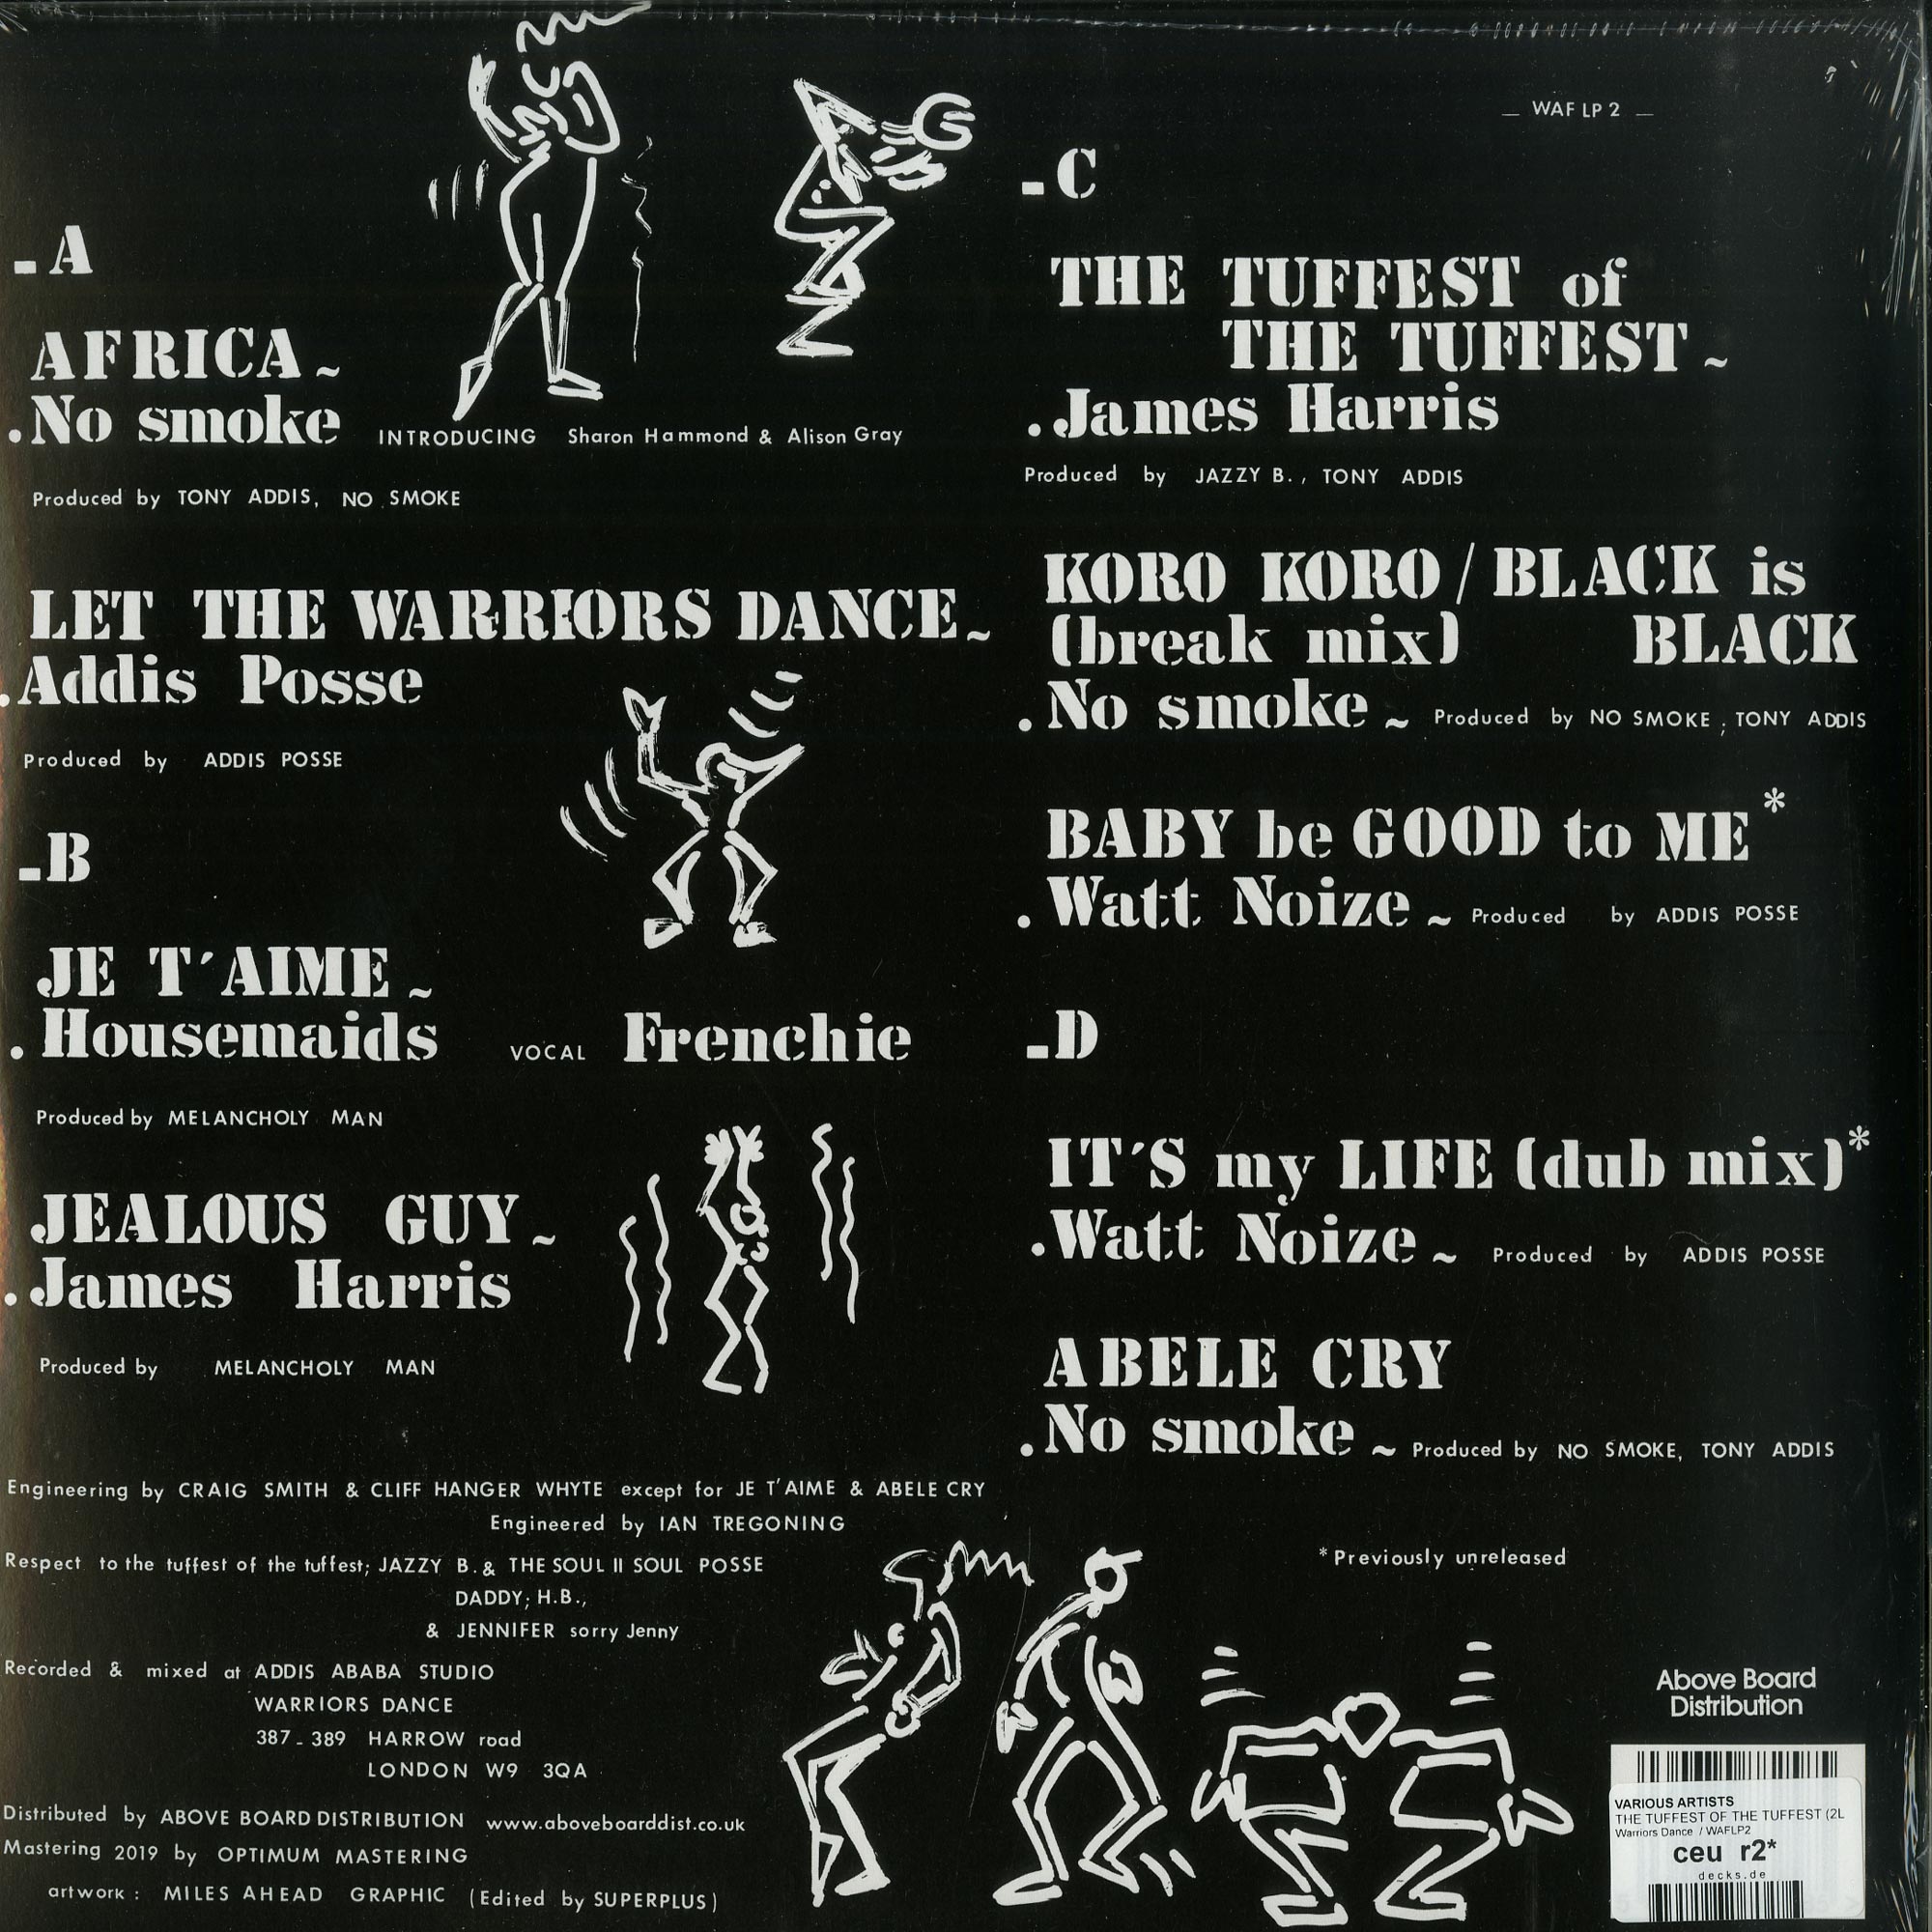 - A
AFRICA ~
. No smoke INTRODUCING Sharon Hammond & Alison Gray
Produced by TONY ADDIS, NO SMOKE
LET THE WARRIORS DANCE ~
. Addis Posse
Produced by ADDIS POSSE
- B
JE T'AIME ~
. Housemaids VOCAL Frenchie
Produced by MELANCHOLY MAN
JEALOUS GUY ~
. James Harris
Produced by MELANCHOLY MAN
Engineering by CRAIG SMITH & CLIFF HANGER WHYTE except for JE T'AIME & ABELE CRY
Engineered by IAN TREGONING
Respect to the tuffest of the tuffest; JAZZY B. & THE SOUL II SOUL POSSE
DADDY; H.B.,
& JENNIFER sorry Jenny
Recorded & mixed at ADDIS ABABA STUDIO
WARRIORS DANCE
387-389 HARROW road
LONDON W9 3QA
Distributed by ABOVE BOARD DISTRIBUTION www.aboveboarddist.co.uk
Mastering 2019 by OPTIMUM MASTERING
artwork : MILES AHEAD GRAPHIC (Edited by SUPERPLUS)
— WAF LP 2 —
- C
THE TUFFEST of
THE TUFFEST ~
. James Harris
Produced by JAZZY B., TONY ADDIS
KORO KORO / BLACK is
(break mix) BLACK
. No smoke ~ Produced by NO SMOKE ; TONY ADDIS
BABY be GOOD to ME *
. Watt Noize ~ Produced by ADDIS POSSE
- D
IT'S my LIFE (dub mix) *
. Watt Noize ~ Produced by ADDIS POSSE
ABELE CRY
. No smoke ~ Produced by NO SMOKE, TONY ADDIS
* Previously unreleased
Above Board
Distribution
VARIOUS ARTISTS
THE TUFFEST OF THE TUFFEST (2L
Warriors Dance / WAFLP2
ceu r2*
decks.de